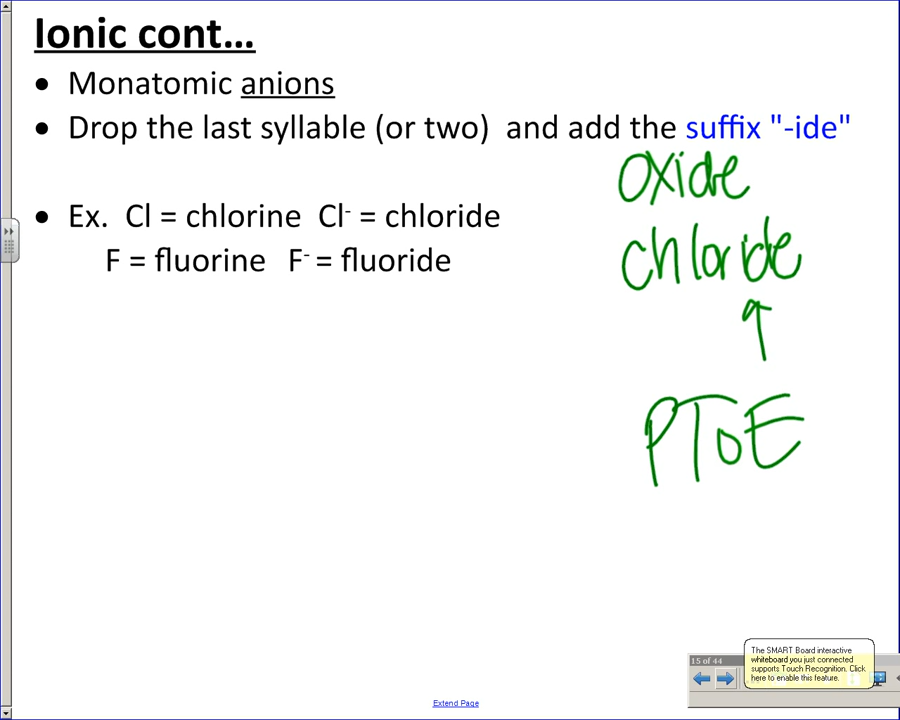 Ionic cont...
• Monatomic anions
• Drop the last syllable (or two) and add the suffix "-ide"
oxide
• Ex. Cl = chlorine Cl⁻ = chloride
chloride
F = fluorine F⁻ = fluoride
PToE
15 of 44
The SMART Board interactive
whiteboard you just connected
supports Touch Recognition. Click
here to enable this feature.
Extend Page